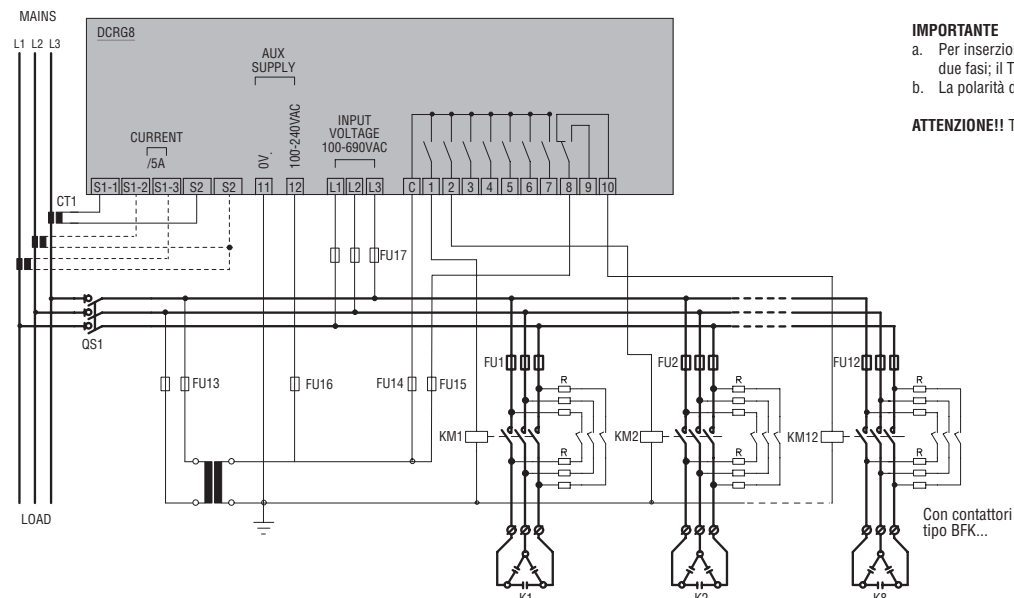 MAINS
L1 L2 L3
DCRG8
AUX
SUPPLY
0V.
100-240VAC
INPUT
VOLTAGE
100-690VAC
CURRENT
/5A
S1-1 S1-2 S1-3 S2 S2 11 12 L1 L2 L3 C 1 2 3 4 5 6 7 8 9 10
CT1
FU17
QS1
FU13
FU16
FU14
FU15
FU1
FU2
FU12
R
R
R
KM1
KM2
KM12
R
R
R
LOAD
K1
K2
K8
IMPORTANTE
a. Per inserzio
due fasi; il T
b. La polarità d
ATTENZIONE!! T
Con contattori
tipo BFK...